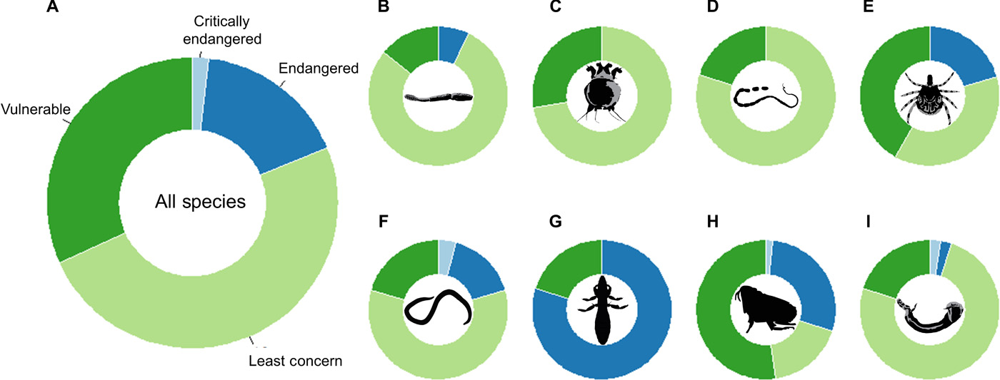 A
B
C
D
E
Critically
endangered
Endangered
Vulnerable
All species
Least concern
F
G
H
I